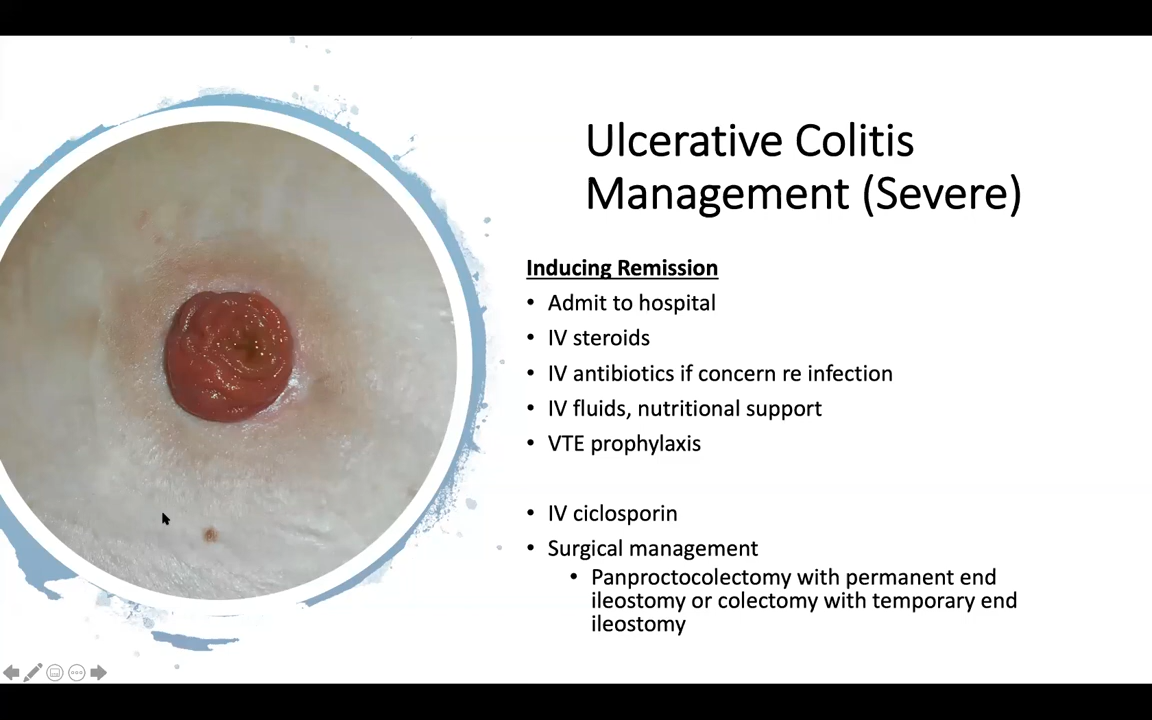 Ulcerative Colitis
Management (Severe)
Inducing Remission
• Admit to hospital
• IV steroids
• IV antibiotics if concern re infection
• IV fluids, nutritional support
• VTE prophylaxis
• IV ciclosporin
• Surgical management
• Panproctocolectomy with permanent end
ileostomy or colectomy with temporary end
ileostomy